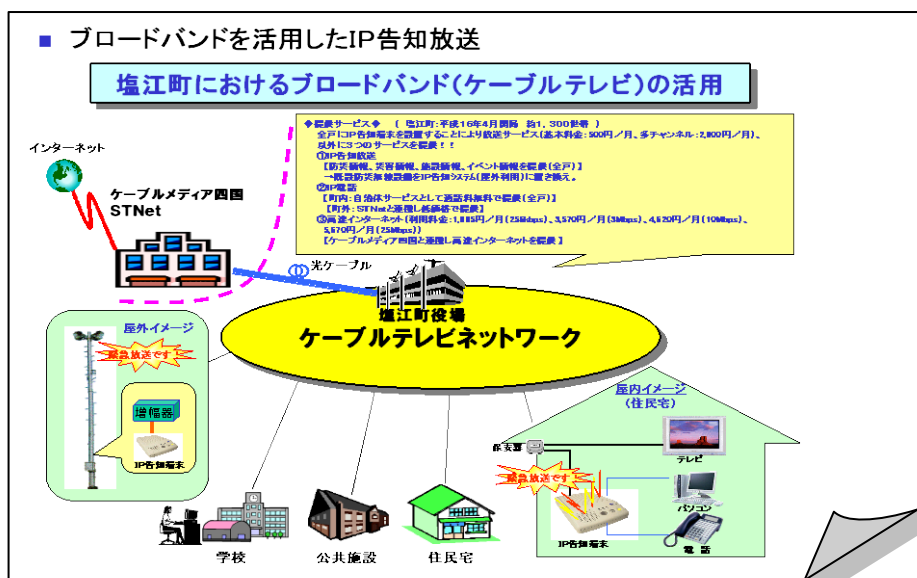 ■ ブロードバンドを活用したIP告知放送
塩江町におけるブロードバンド(ケーブルテレビ)の活用
◆提供サービス◆ ( 塩江町:平成16年4月開局 約1,300世帯 )
全戸にIP告知端末を設置することにより放送サービス(基本料金:500円/月、多チャンネル:2,800円/月)、
以外に3つのサービスを提供!!
①IP告知放送
【防災情報、災害情報、施設情報、イベント情報を提供(全戸)】
→既設防災無線設備をIP告知システム(屋外利用)に置き換え。
②IP電話
【町内:自治体サービスとして通話料無料で提供(全戸)】
【町外:STNetと連携し低価格で提供】
③高速インターネット(利用料金: (256kbps)、3,570円/月(3Mbps)、4,620円/月(10Mbps)、
5,670円/月(25Mbps))
【ケーブルメディア四国と連携し高速インターネットを提供】
インターネット
ケーブルメディア四国
STNet
光ケーブル
塩江町役場
ケーブルテレビネットワーク
屋外イメージ
緊急放送です!
増幅器
IP告知端末
学校
公共施設
住民宅
屋内イメージ
(住民宅)
保安器
緊急放送です!
テレビ
パソコン
IP告知端末
電話